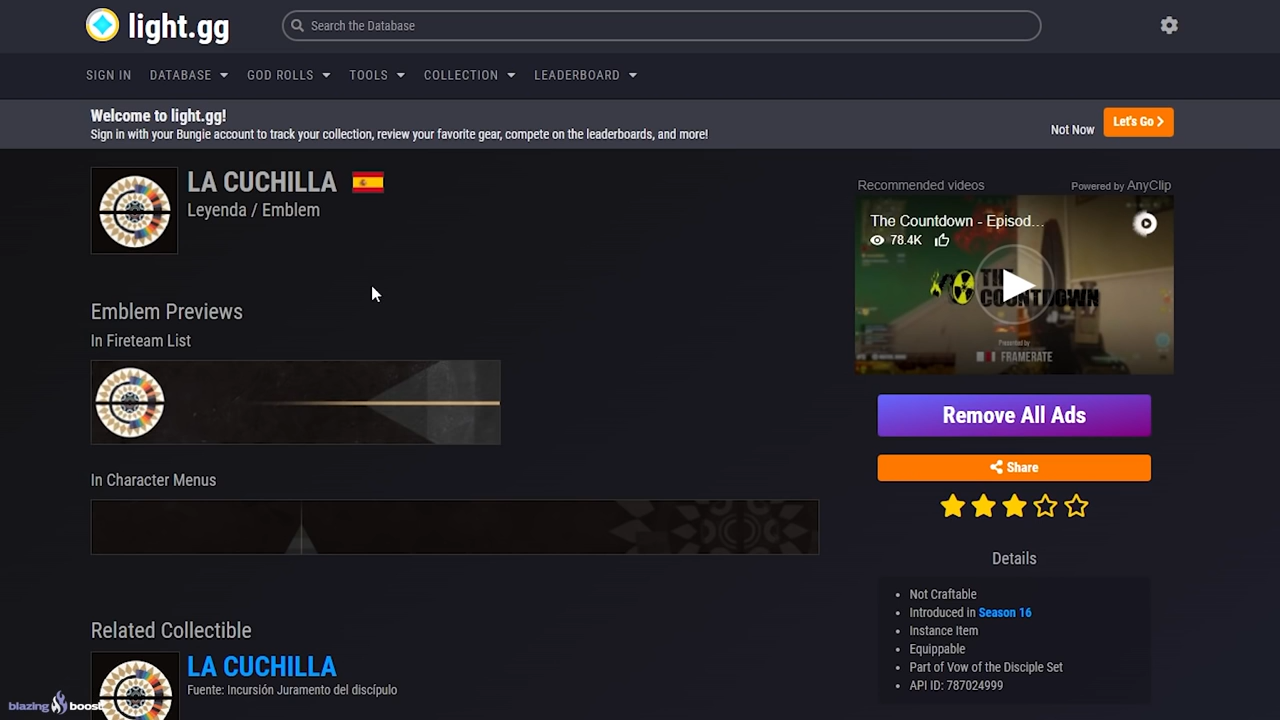 light.gg
Search the Database
SIGN IN DATABASE GOD ROLLS TOOLS COLLECTION LEADERBOARD
Welcome to light.gg!
Sign in with your Bungie account to track your collection, review your favorite gear, compete on the leaderboards, and more!
Not Now
Let's Go
LA CUCHILLA
Leyenda / Emblem
Emblem Previews
In Fireteam List
In Character Menus
Related Collectible
LA CUCHILLA
Fuente: Incursión Juramento del discípulo
Recommended videos
Powered by AnyClip
The Countdown - Episod...
78.4K
THE
COUNTDOWN
Presented by
FRAMERATE
Remove All Ads
Share
Details
Not Craftable
Introduced in Season 16
Instance Item
Equippable
Part of Vow of the Disciple Set
API ID: 787024999
blazing boost